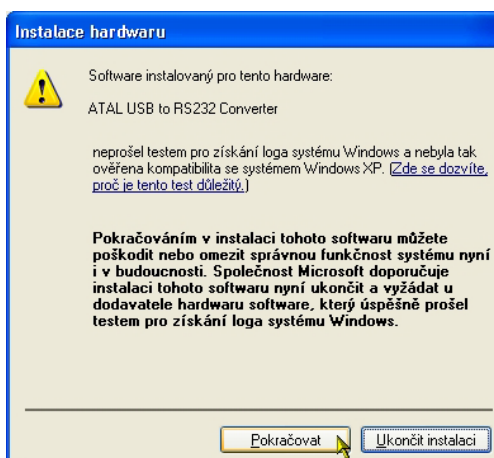 Instalace hardwaru
Software instalovaný pro tento hardware:
ATAL USB to RS232 Converter
neprošel testem pro získání loga systému Windows a nebyla tak
ověřena kompatibilita se systémem Windows XP. (Zde se dozvíte,
proč je tento test důležitý.)
Pokračováním v instalaci tohoto softwaru můžete
poškodit nebo omezit správnou funkčnost systému nyní
i v budoucnosti. Společnost Microsoft doporučuje
instalaci tohoto softwaru nyní ukončit a vyžádat u
dodavatele hardwaru software, který úspěšně prošel
testem pro získání loga systému Windows.
Pokračovat
Ukončit instalaci